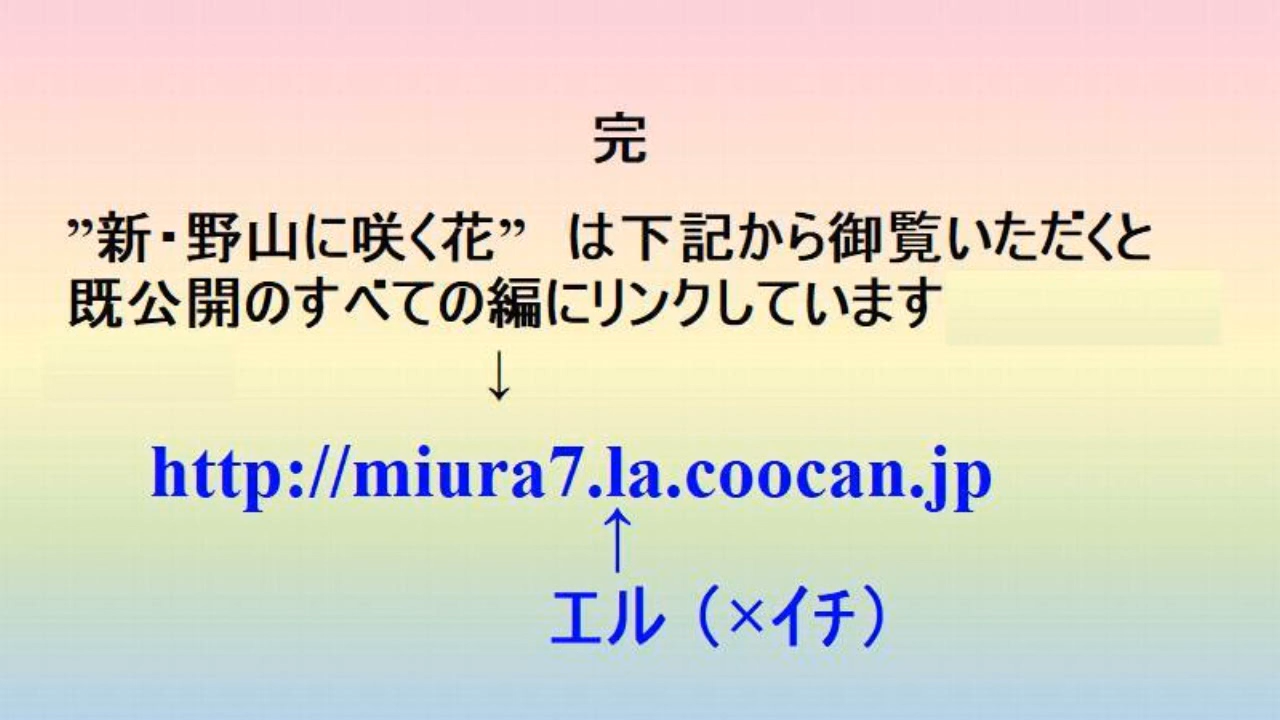 完
”新・野山に咲く花”　は下記から御覧いただくと
既公開のすべての編にリンクしています
↓
http://miura7.la.coocan.jp
↑
エル（×イチ）